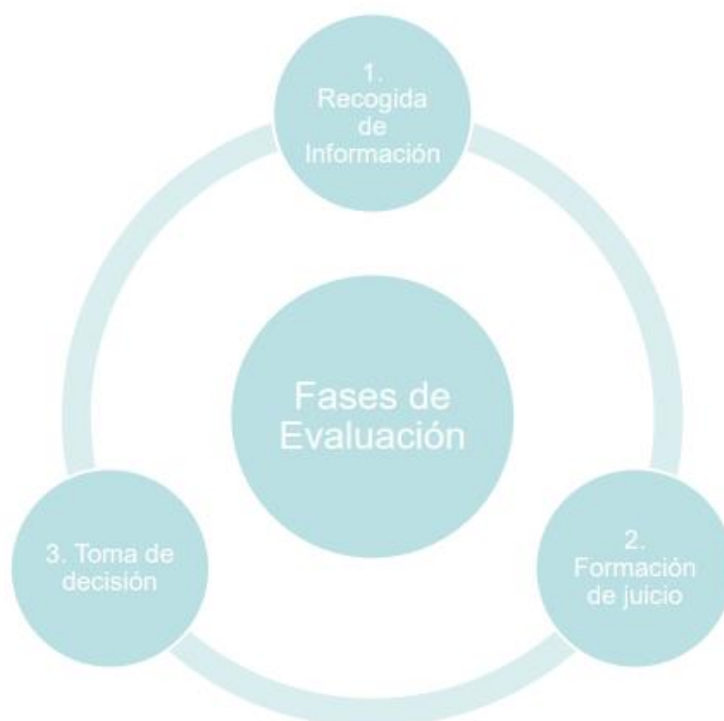 1.
Recogida
de
Información
Fases de
Evaluación
3. Toma de
decisión
2.
Formación
de juicio